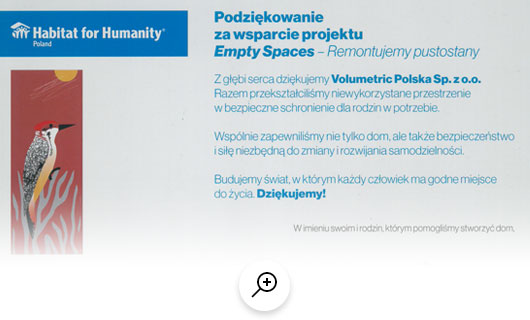 Habitat for Humanity®
Poland
Podziękowanie
za wsparcie projektu
Empty Spaces – Remontujemy pustostany
Z głębi serca dziękujemy Volumetric Polska Sp. z o.o.
Razem przekształciliśmy niewykorzystane przestrzenie
w bezpieczne schronienie dla rodzin w potrzebie.
Wspólnie zapewniliśmy nie tylko dom, ale także bezpieczeństwo
i siłę niezbędną do zmiany i rozwijania samodzielności.
Budujemy świat, w którym każdy człowiek ma godne miejsce
do życia. Dziękujemy!
W imieniu swoim i rodzin, którym pomogliśmy stworzyć dom.